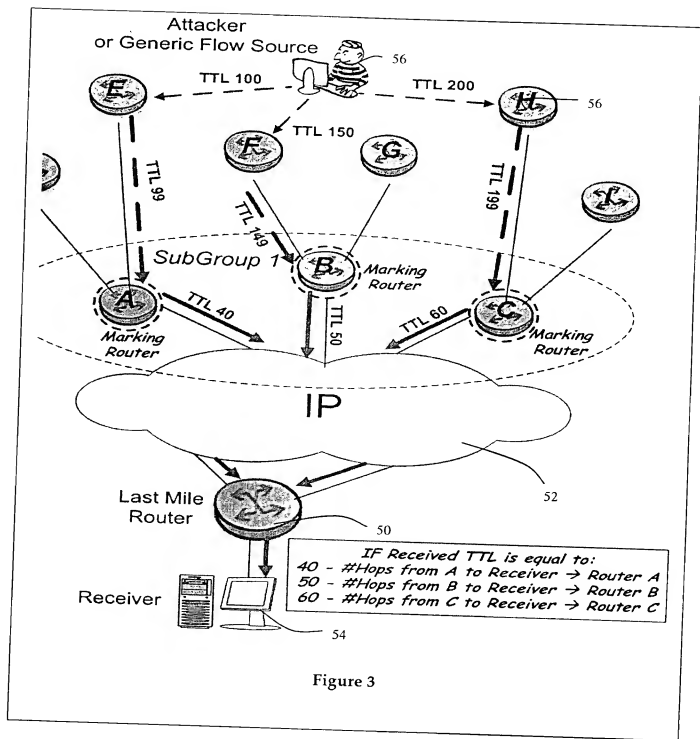 Attacker
or Generic Flow Source
56
TTL 100
TTL 200
E
56
H
TTL 150
F
G
TTL 99
TTL 149
TTL 199
I
SubGroup 1
B
Marking
Router
A
TTL 40
TTL 50
TTL 60
C
Marking
Router
Marking
Router
IP
52
Last Mile
Router
50
IF Received TTL is equal to:
40 - #Hops from A to Receiver → Router A
50 - #Hops from B to Receiver → Router B
60 - #Hops from C to Receiver → Router C
Receiver
54
Figure 3